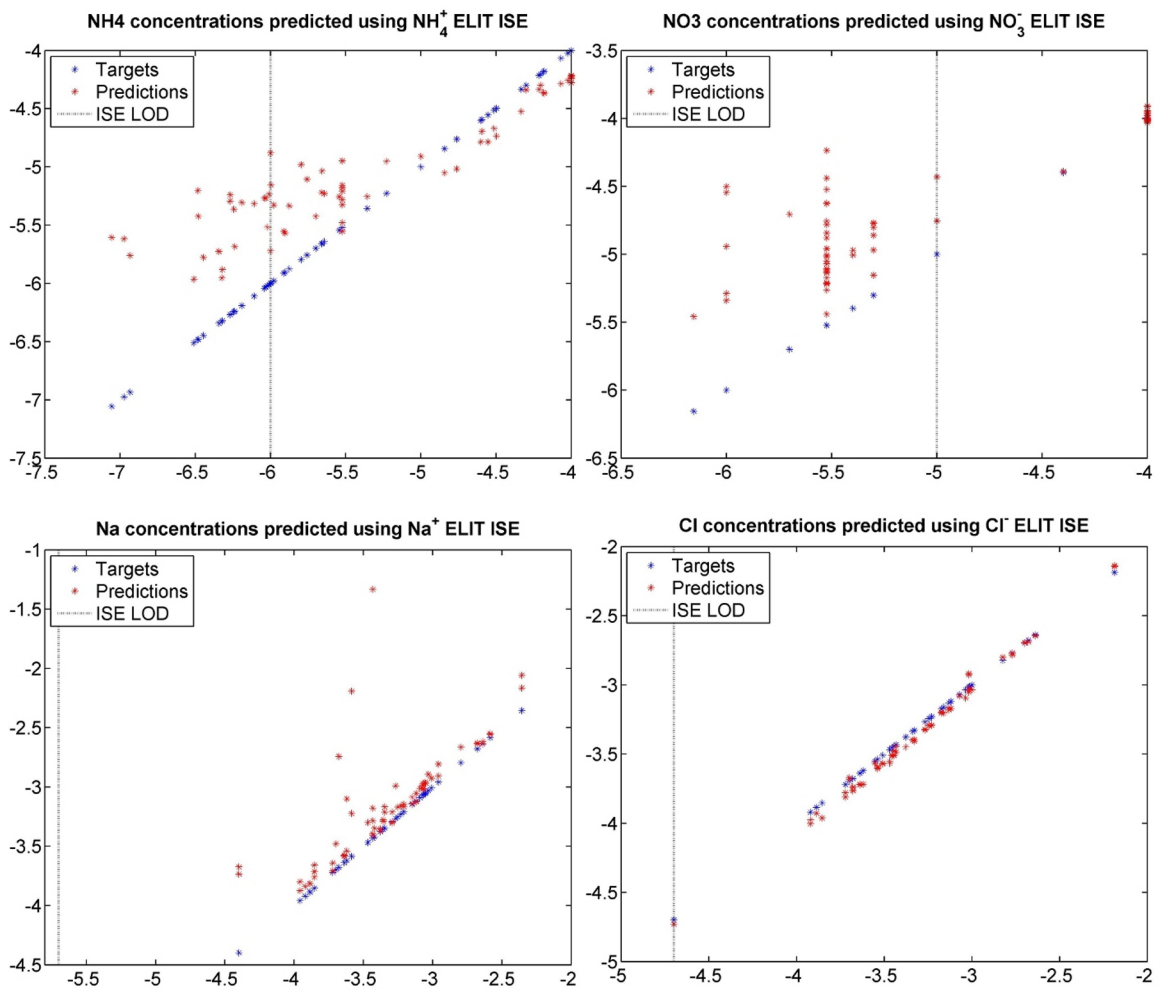 NH4 concentrations predicted using NH4+ ELIT ISE
-4
-4.5
-5
-5.5
-6
-6.5
-7
-7.5
Targets
Predictions
ISE LOD
-7.5 -7 -6.5 -6 -5.5 -5 -4.5 -4
NO3 concentrations predicted using NO3- ELIT ISE
-3.5
-4
-4.5
-5
-5.5
-6
-6.5
Targets
Predictions
ISE LOD
-6.5 -6 -5.5 -5 -4.5 -4
Na concentrations predicted using Na+ ELIT ISE
-1
-1.5
-2
-2.5
-3
-3.5
-4
-4.5
Targets
Predictions
ISE LOD
-5.5 -5 -4.5 -4 -3.5 -3 -2.5 -2
Cl concentrations predicted using Cl- ELIT ISE
-2
-2.5
-3
-3.5
-4
-4.5
-5
Targets
Predictions
ISE LOD
-5 -4.5 -4 -3.5 -3 -2.5 -2